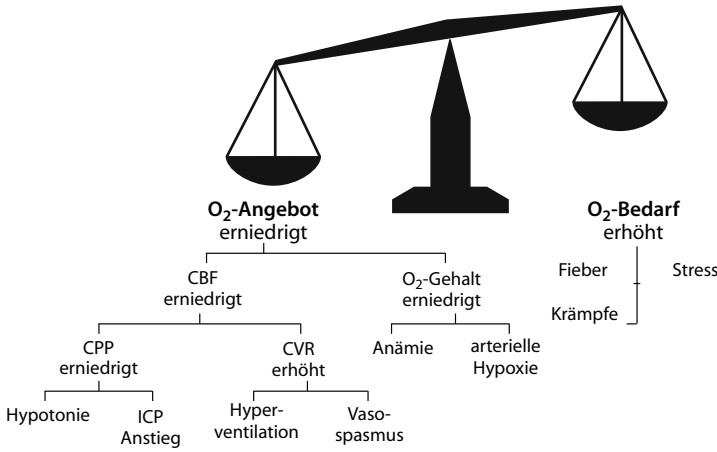 O₂-Angebot
erniedrigt
O₂-Bedarf
erhöht
CBF
erniedrigt
O₂-Gehalt
erniedrigt
Fieber
Stress
Krämpfe
CPP
erniedrigt
CVR
erhöht
Anämie
arterielle
Hypoxie
Hypotonie
ICP
Anstieg
Hyper-
ventilation
Vaso-
spasmus